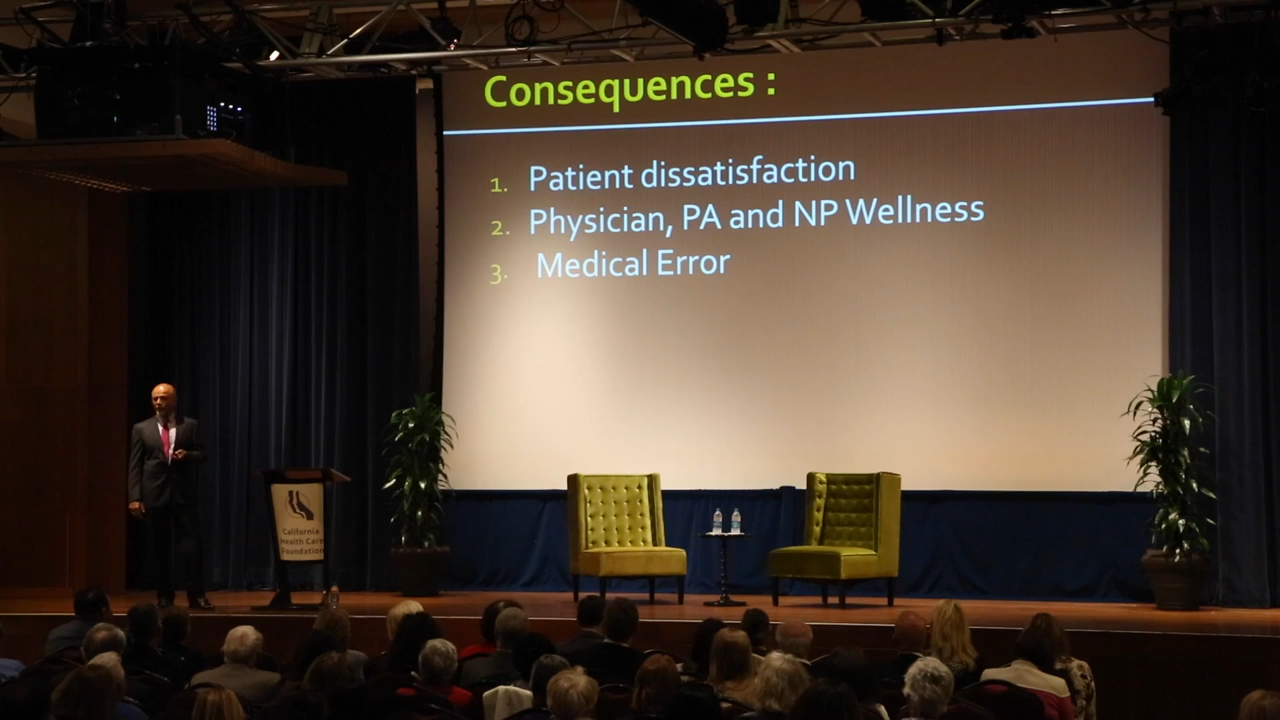 Consequences :
1. Patient dissatisfaction
2. Physician, PA and NP Wellness
3. Medical Error
California
Health Care
Foundation